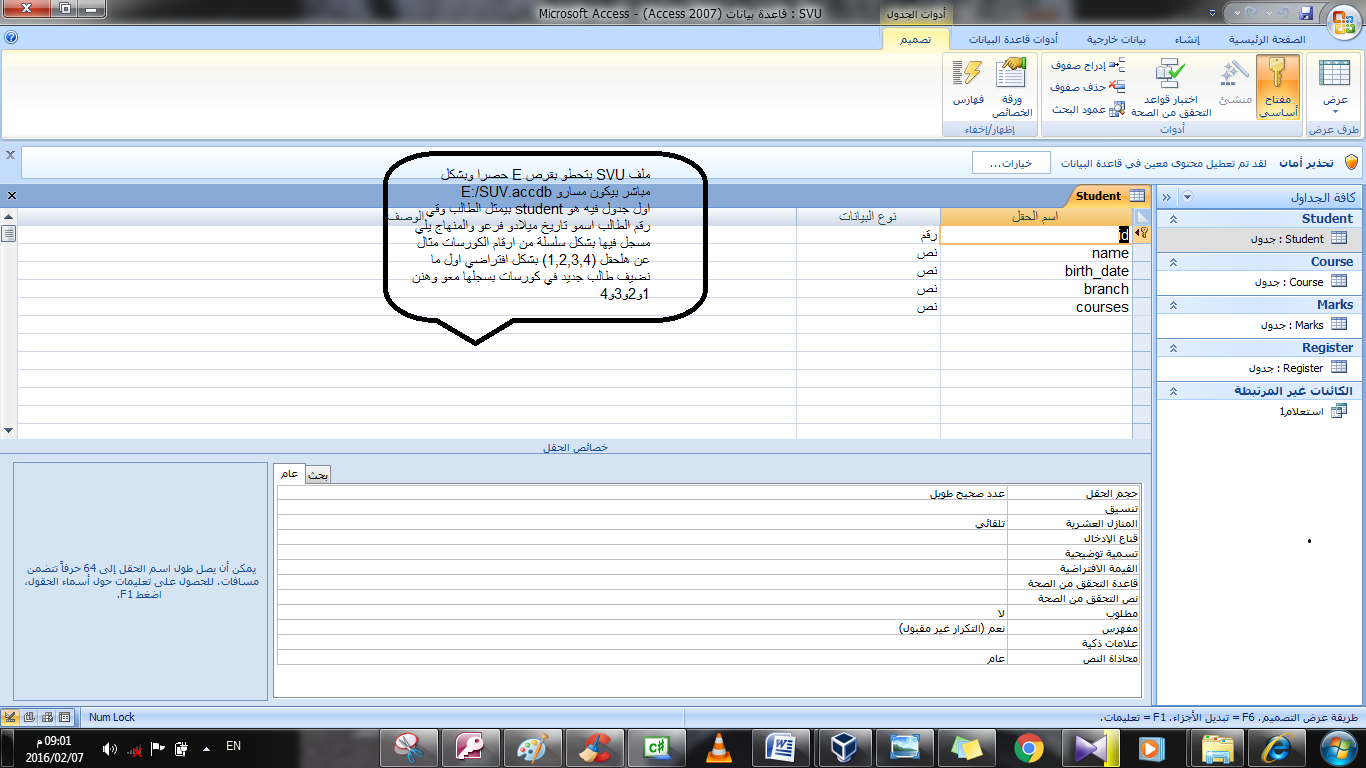 SVU : قاعدة بيانات (Access 2007) - Microsoft Access
أدوات الجدول
الصفحة الرئيسية
إنشاء
بيانات خارجية
أدوات قاعدة البيانات
تصميم
عرض
مفتاح أساسي
منشئ
اختبار قواعد التحقق من الصحة
إدراج صفوف
حذف صفوف
عمود البحث
ورقة الخصائص
فهارس
طرق عرض
أدوات
إظهار/إخفاء
تحذير أمان
لقد تم تعطيل محتوى معين في قاعدة البيانات
خيارات...
كافة الجداول
Student
Student : جدول
Course
Course : جدول
Marks
Marks : جدول
Register
Register : جدول
الكائنات غير المرتبطة
استعلام1
Student
اسم الحقل
نوع البيانات
الوصف
id رقم
name نص
birth_date نص
branch نص
courses نص
ملف SVU بتحطو بقرص E حصرا وبشكل
مباشر بيكون مسارو E:/SUV.accdb
اول جدول فيه هو student بيمثل الطالب وفي
رقم الطالب اسمو تاريخ ميلادو فرعو والمنهاج يلي
مسجل فيها بشكل سلسلة من ارقام الكورسات مثال
عن هلحقل (1,2,3,4) بشكل افتراضي اول ما
نضيف طالب جديد في كورسات بسجلها معو وهنن
1و2و3و4
خصائص الحقل
عام
بحث
حجم الحقل عدد صحيح طويل
تنسيق
المنازل العشرية تلقائي
قناع الإدخال
تسمية توضيحية
القيمة الافتراضية
قاعدة التحقق من الصحة
نص التحقق من الصحة
مطلوب لا
مفهرس نعم (التكرار غير مقبول)
علامات ذكية
محاذاة النص عام
يمكن أن يصل طول اسم الحقل إلى 64 حرفاً تتضمن
مسافات. للحصول على تعليمات حول أسماء الحقول،
اضغط F1.
طريقة عرض التصميم. F6 = تبديل الأجزاء. F1 = تعليمات.
Num Lock
EN
09:01 م
2016/02/07